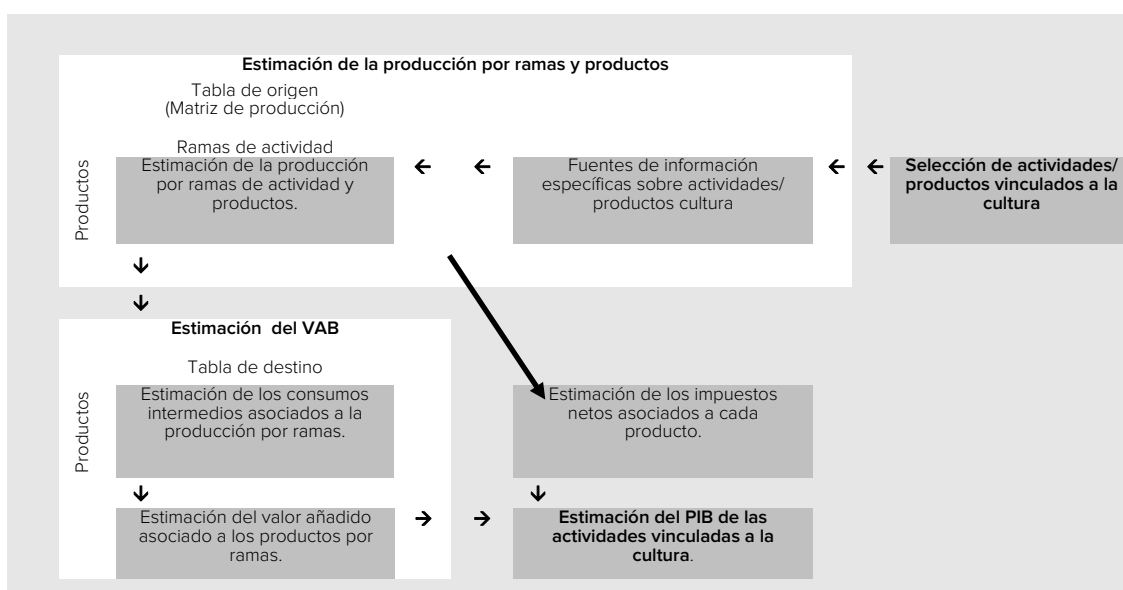 Estimación de la producción por ramas y productos
Tabla de origen
(Matriz de producción)
Ramas de actividad
Productos
Estimación de la producción
por ramas de actividad y
productos.
Fuentes de información
específicas sobre actividades/
productos cultura
Selección de actividades/
productos vinculados a la
cultura
Estimación del VAB
Tabla de destino
Productos
Estimación de los consumos
intermedios asociados a la
producción por ramas.
Estimación de los impuestos
netos asociados a cada
producto.
Estimación del valor añadido
asociado a los productos por
ramas.
Estimación del PIB de las
actividades vinculadas a la
cultura.